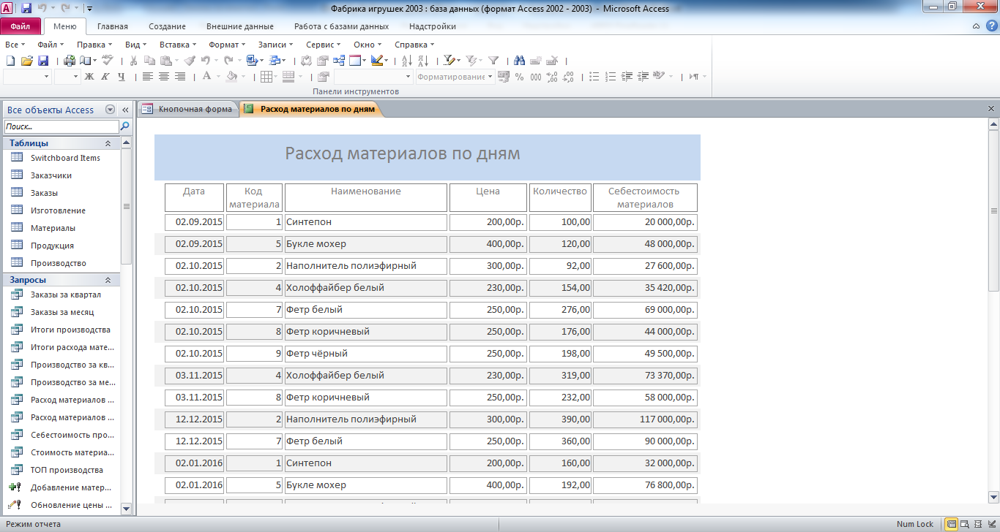 Фабрика игрушек 2003 : база данных (формат Access 2002 - 2003) - Microsoft Access
Файл Меню Главная Создание Внешние данные Работа с базами данных Надстройки
Все Файл Правка Вид Вставка Формат Записи Сервис Окно Справка
Ж К Ч А Форматирование % 000
Панели инструментов
Все объекты Access
Поиск...
Таблицы
Switchboard Items
Заказчики
Заказы
Изготовление
Материалы
Продукция
Производство
Запросы
Заказы за квартал
Заказы за месяц
Итоги производства
Итоги расхода мате...
Производство за кв...
Производство за ме...
Расход материалов ...
Расход материалов ...
Себестоимость про...
Стоимость материа...
ТОП производства
Добавление матер...
Обновление цены ...
Кнопочная форма Расход материалов по дням
Расход материалов по дням
Дата Код материала Наименование Цена Количество Себестоимость материалов
02.09.2015 1 Синтепон 200,00р. 100,00 20 000,00р.
02.09.2015 5 Букле мохер 400,00р. 120,00 48 000,00р.
02.10.2015 2 Наполнитель полиэфирный 300,00р. 92,00 27 600,00р.
02.10.2015 4 Холоффайбер белый 230,00р. 154,00 35 420,00р.
02.10.2015 7 Фетр белый 250,00р. 276,00 69 000,00р.
02.10.2015 8 Фетр коричневый 250,00р. 176,00 44 000,00р.
02.10.2015 9 Фетр чёрный 250,00р. 198,00 49 500,00р.
03.11.2015 4 Холоффайбер белый 230,00р. 319,00 73 370,00р.
03.11.2015 8 Фетр коричневый 250,00р. 232,00 58 000,00р.
12.12.2015 2 Наполнитель полиэфирный 300,00р. 390,00 117 000,00р.
12.12.2015 7 Фетр белый 250,00р. 360,00 90 000,00р.
02.01.2016 1 Синтепон 200,00р. 160,00 32 000,00р.
02.01.2016 5 Букле мохер 400,00р. 192,00 76 800,00р.
Режим отчета Num Lock